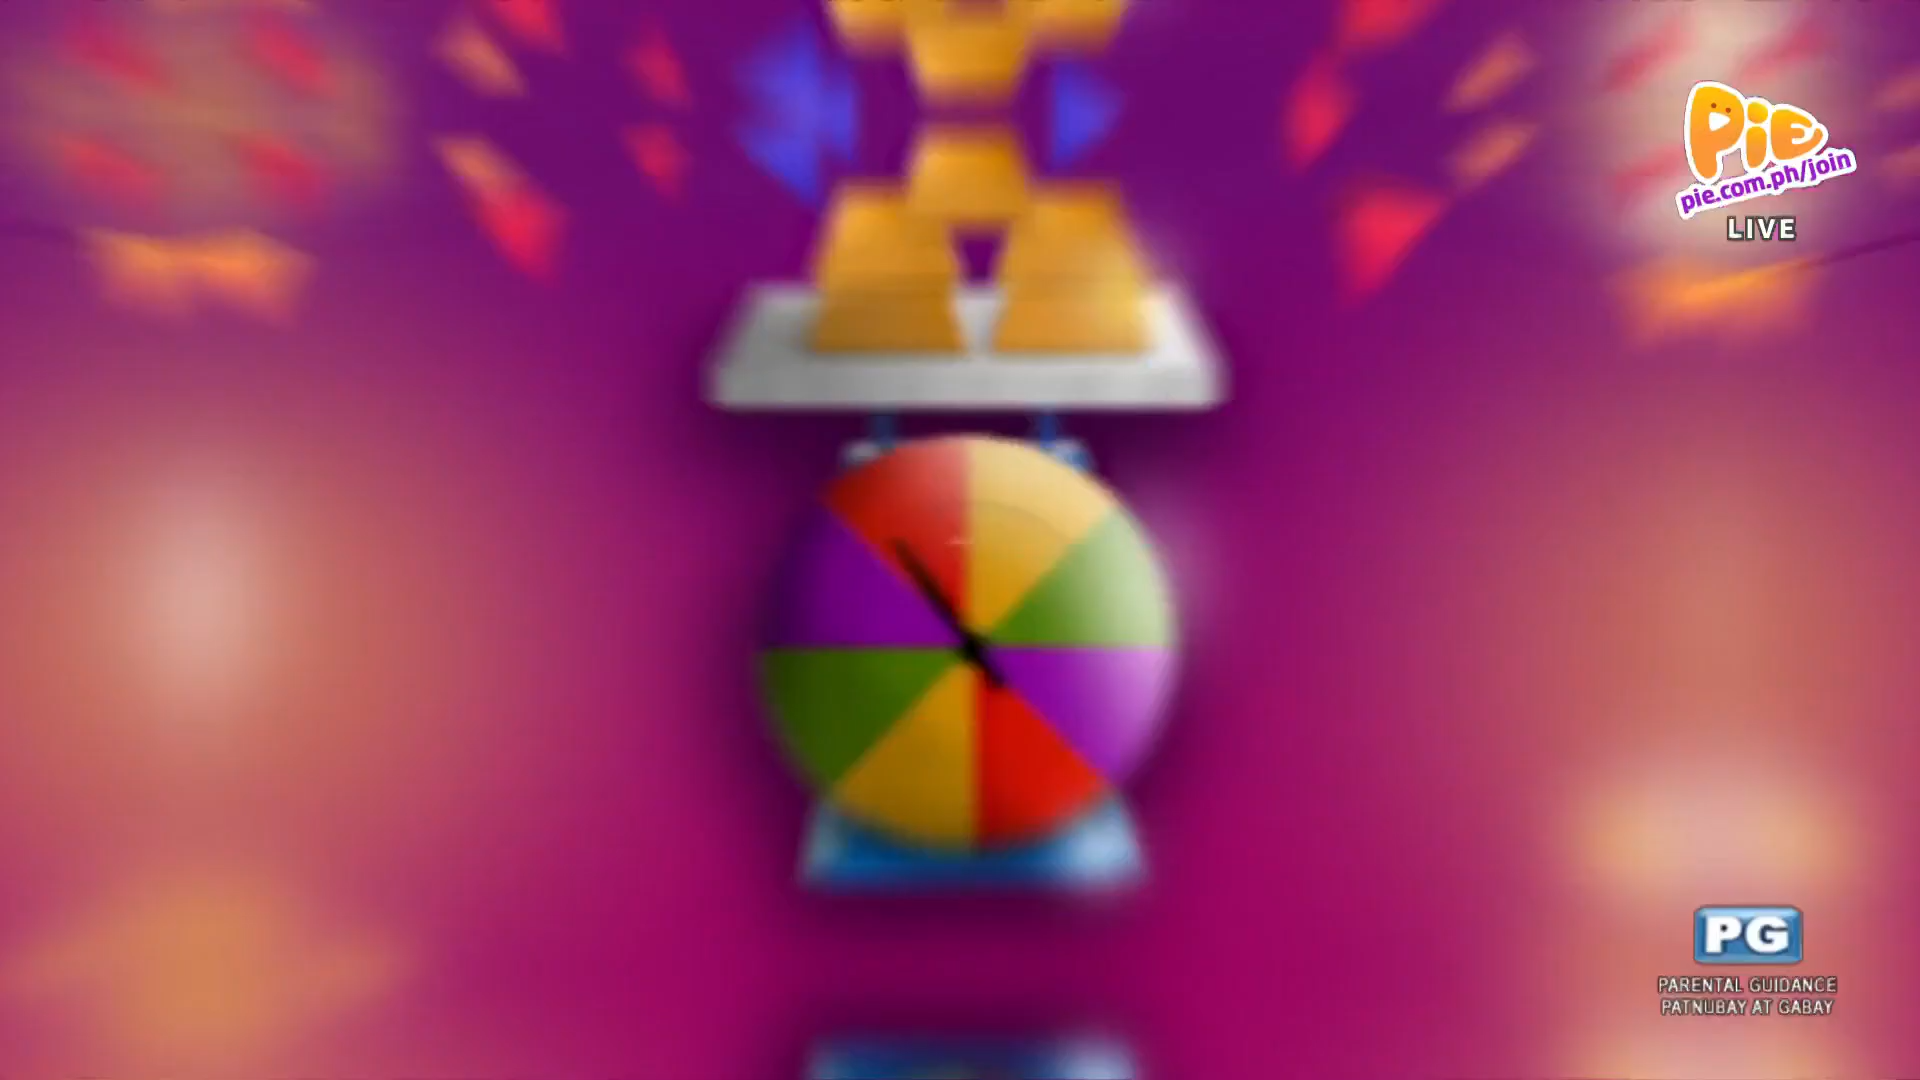 PiE
pie.com.ph/join
LIVE
PG
PARENTAL GUIDANCE
PATNUBAY AT GABAY